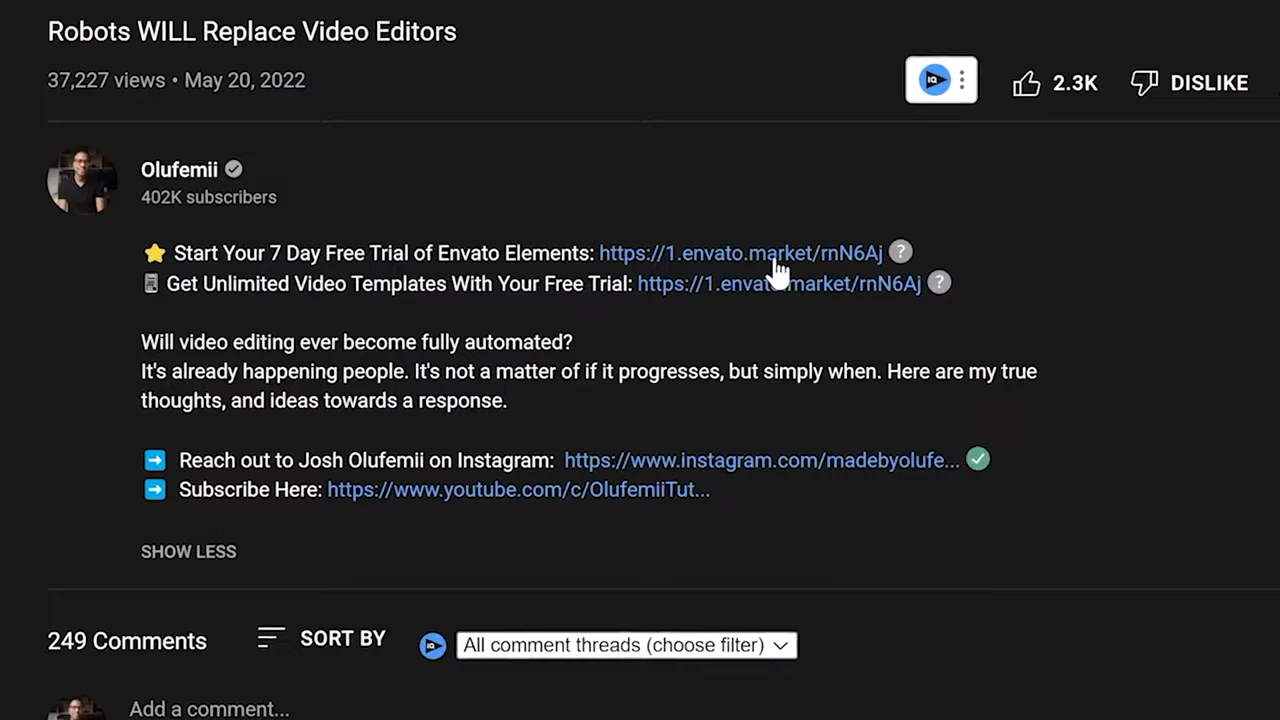 Robots WILL Replace Video Editors
37,227 views • May 20, 2022
IQ
2.3K
DISLIKE
Olufemii
402K subscribers
⭐ Start Your 7 Day Free Trial of Envato Elements: https://1.envato.market/rnN6Aj ?
Get Unlimited Video Templates With Your Free Trial: https://1.envato.market/rnN6Aj ?
Will video editing ever become fully automated?
It's already happening people. It's not a matter of if it progresses, but simply when. Here are my true
thoughts, and ideas towards a response.
➡ Reach out to Josh Olufemii on Instagram: https://www.instagram.com/madebyolufe...
➡ Subscribe Here: https://www.youtube.com/c/OlufemiiTut...
SHOW LESS
249 Comments
SORT BY
IQ
All comment threads (choose filter)
Add a comment...